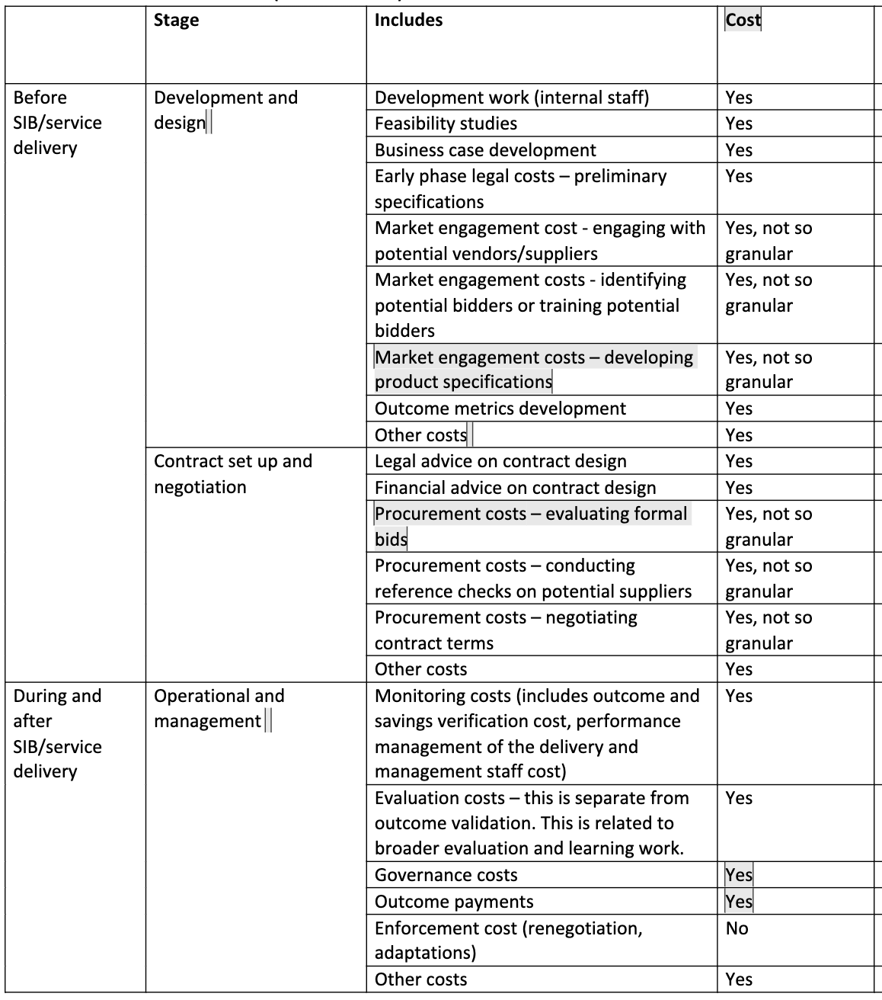 Stage
Includes
Cost
Before
SIB/service
delivery
Development and
design
Development work (internal staff)
Yes
Feasibility studies
Yes
Business case development
Yes
Early phase legal costs – preliminary
specifications
Yes
Market engagement cost - engaging with
potential vendors/suppliers
Yes, not so
granular
Market engagement costs - identifying
potential bidders or training potential
bidders
Yes, not so
granular
Market engagement costs – developing
product specifications
Yes, not so
granular
Outcome metrics development
Yes
Other costs
Yes
Contract set up and
negotiation
Legal advice on contract design
Yes
Financial advice on contract design
Yes
Procurement costs – evaluating formal
bids
Yes, not so
granular
Procurement costs – conducting
reference checks on potential suppliers
Yes, not so
granular
Procurement costs – negotiating
contract terms
Yes, not so
granular
Other costs
Yes
During and
after
SIB/service
delivery
Operational and
management
Monitoring costs (includes outcome and
savings verification cost, performance
management of the delivery and
management staff cost)
Yes
Evaluation costs – this is separate from
outcome validation. This is related to
broader evaluation and learning work.
Yes
Governance costs
Yes
Outcome payments
Yes
Enforcement cost (renegotiation,
adaptations)
No
Other costs
Yes